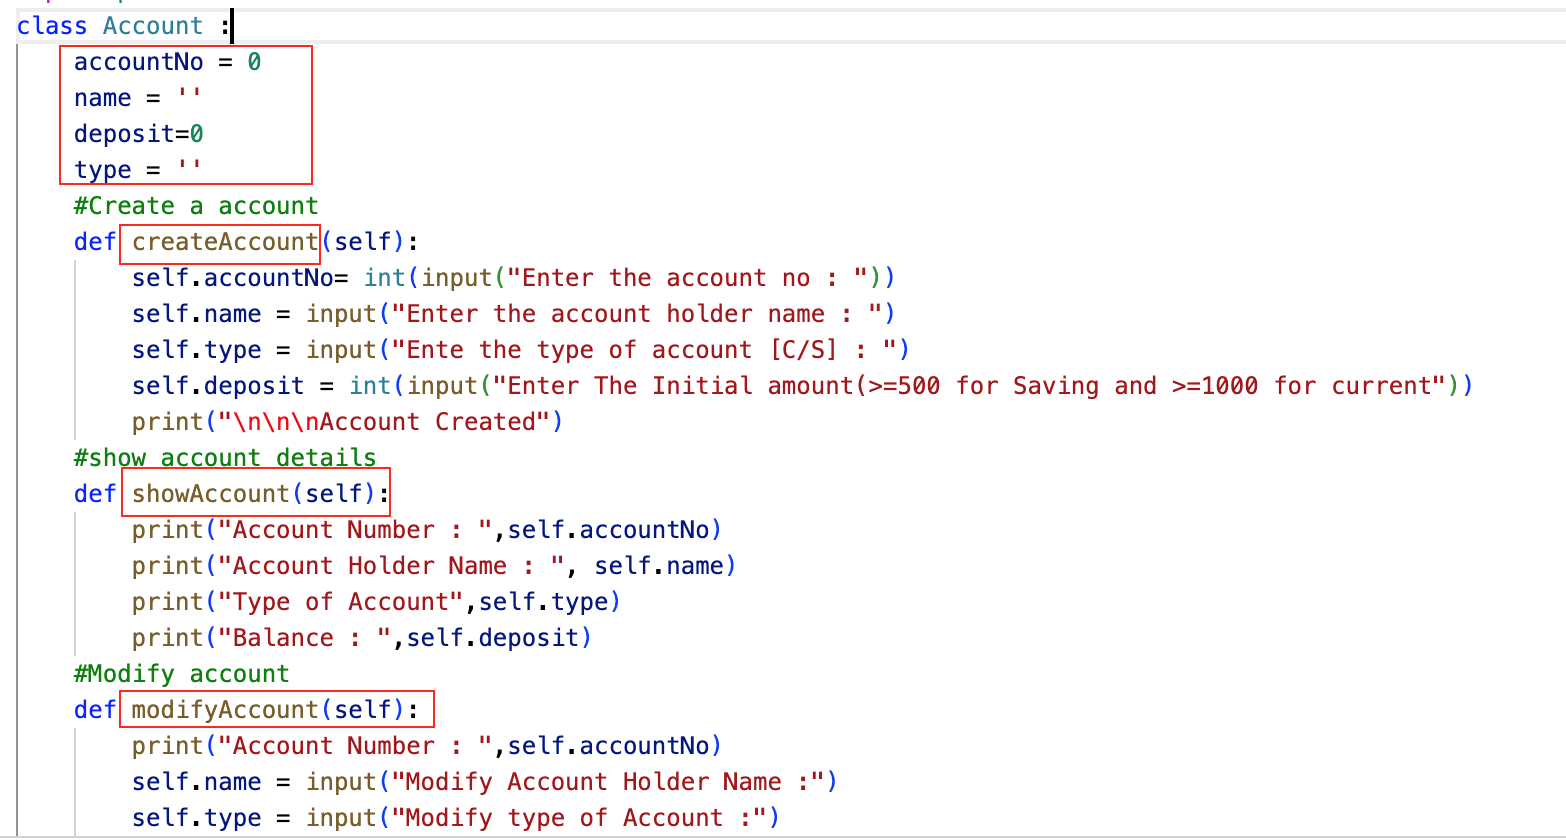 class Account :
accountNo = 0
name = ''
deposit=0
type = ''
#Create a account
def createAccount(self):
self.accountNo= int(input("Enter the account no : "))
self.name = input("Enter the account holder name : ")
self.type = input("Ente the type of account [C/S] : ")
self.deposit = int(input("Enter The Initial amount(>=500 for Saving and >=1000 for current"))
print("\n\n\nAccount Created")
#show account details
def showAccount(self):
print("Account Number : ",self.accountNo)
print("Account Holder Name : ", self.name)
print("Type of Account",self.type)
print("Balance : ",self.deposit)
#Modify account
def modifyAccount(self):
print("Account Number : ",self.accountNo)
self.name = input("Modify Account Holder Name :")
self.type = input("Modify type of Account :")